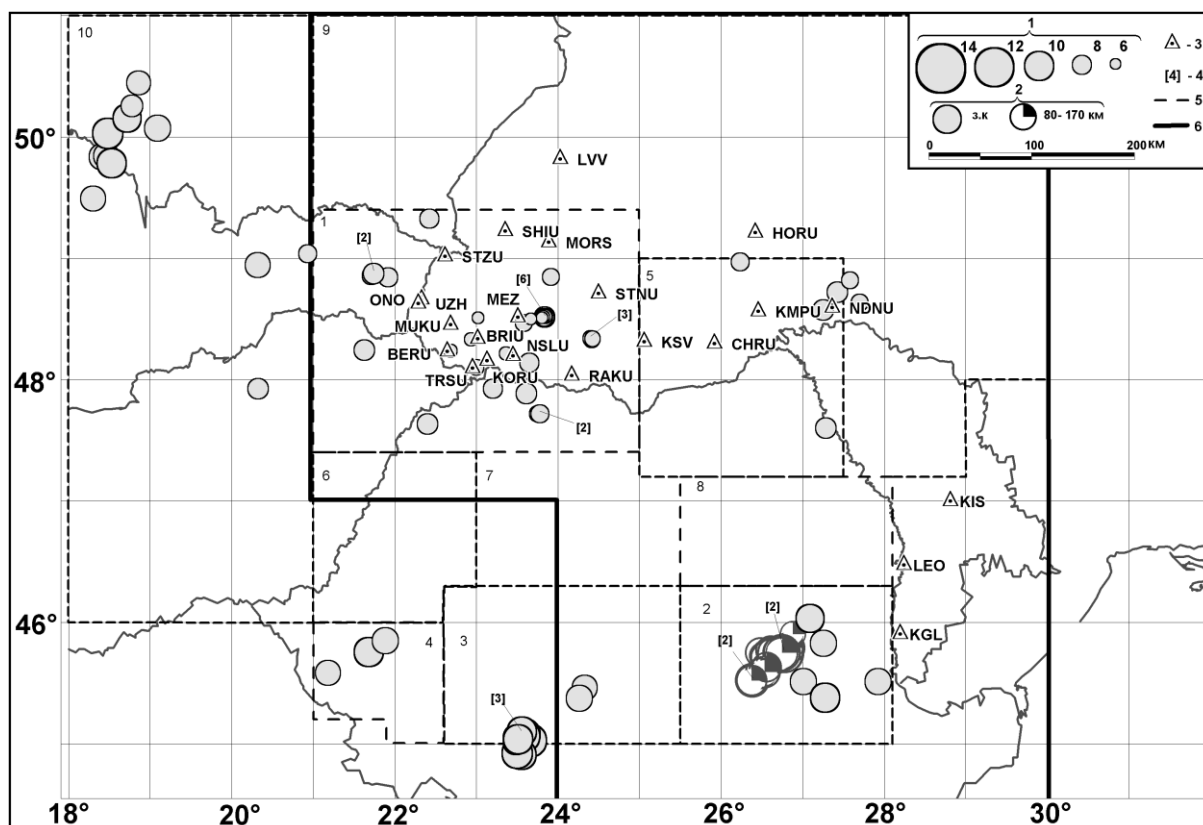 10
9
1
14 12 10 8 6
- 3
[4] - 4
2
5
з.к
80- 170 км
6
0 100 200 км
50°
LVV
1
SHIU
MORS
HORU
STZU
[2]
5
[6]
ONO
UZH
MEZ
STNU
[3]
KMPU
NDNU
MUKU
BRIU
NSLU
KSV
CHRU
BERU
48°
TRSU
KORU
RAKU
[2]
6
7
8
KIS
LEO
46°
4
3
2
[2]
[2]
KGL
[3]
18° 20° 22° 24° 26° 28° 30°